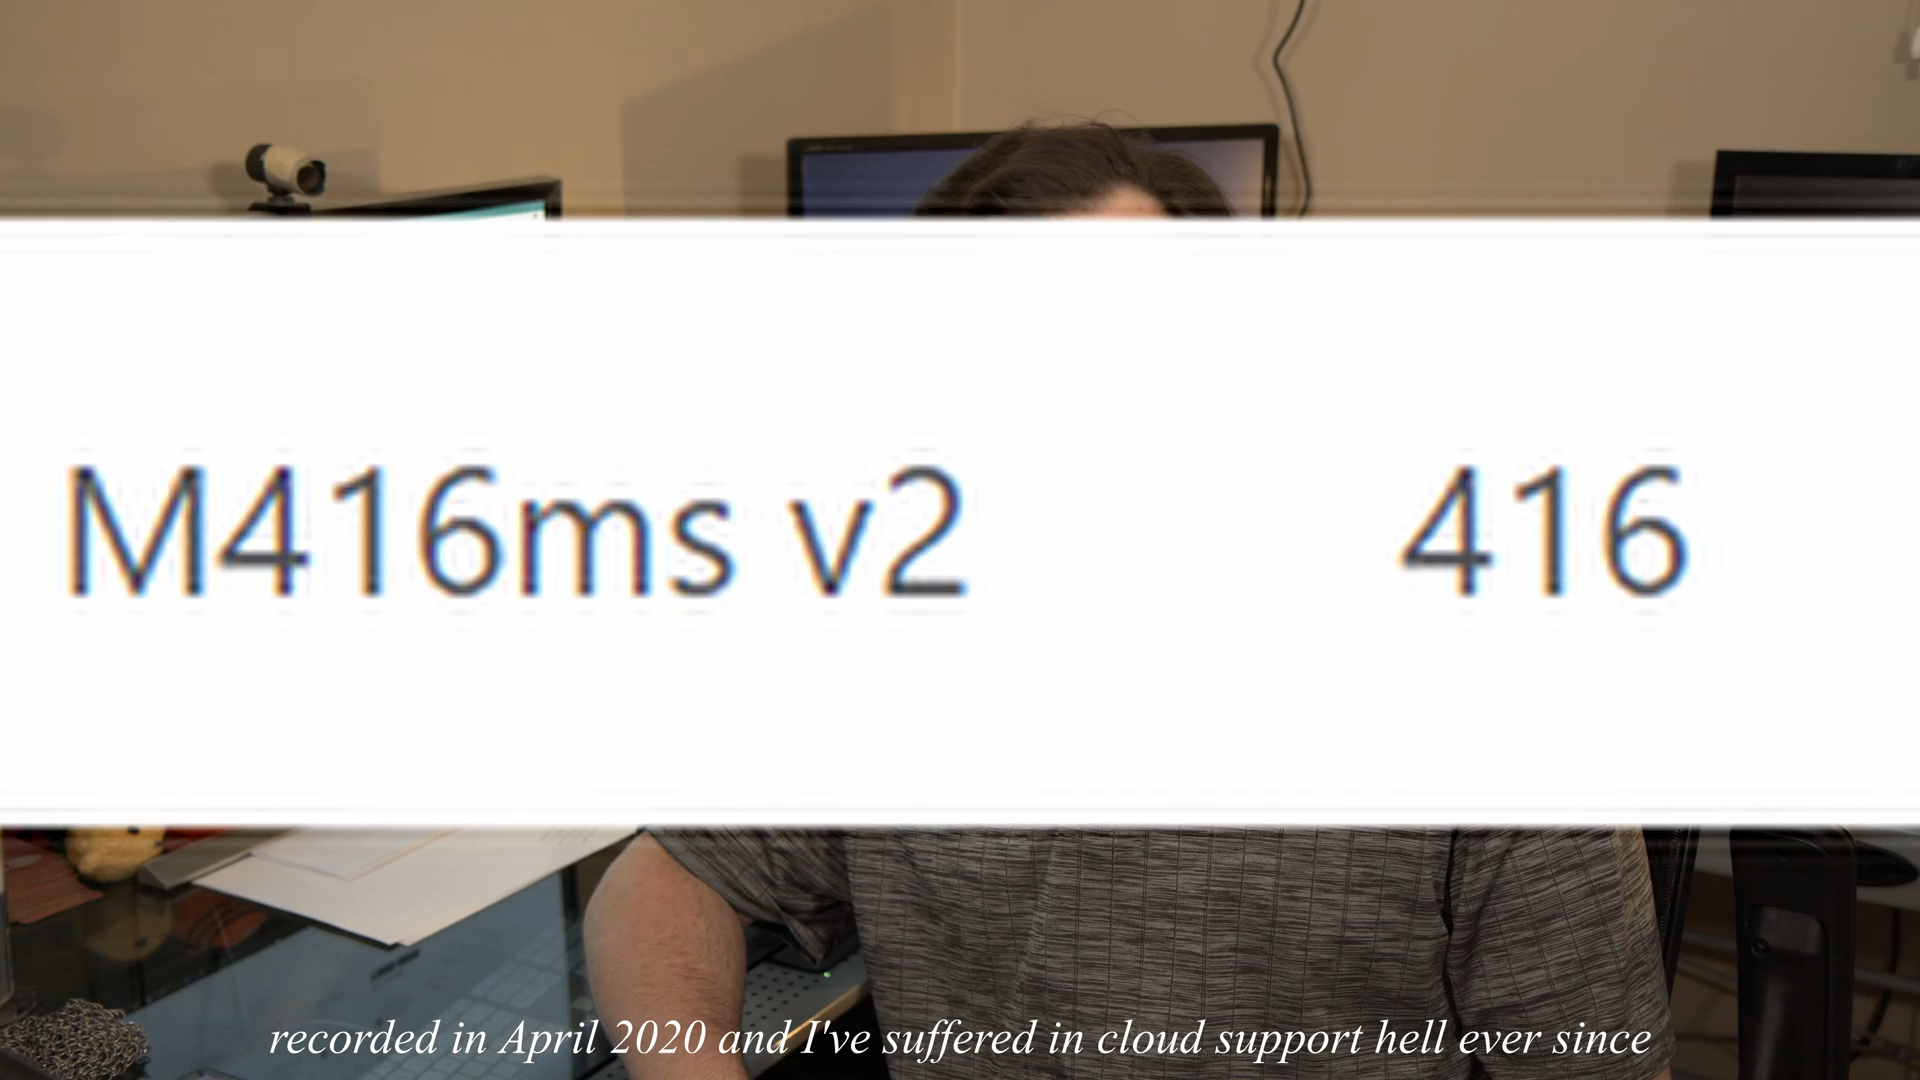 M416ms v2 416
recorded in April 2020 and I've suffered in cloud support hell ever since